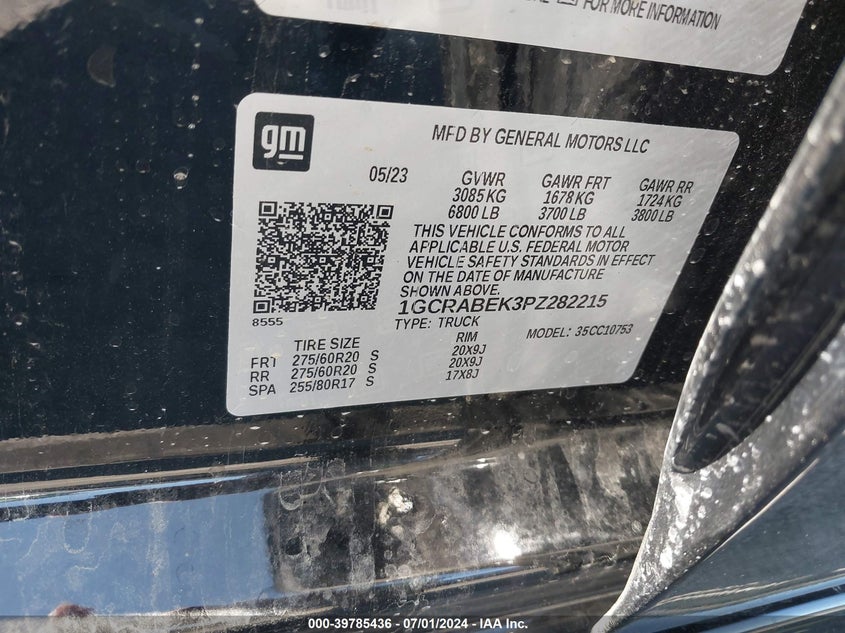 FOR MORE INFORMATION
gm
MFD BY GENERAL MOTORS LLC
05/23 GVWR GAWR FRT GAWR RR
3085 KG 1678 KG 1724 KG
6800 LB 3700 LB 3800 LB
THIS VEHICLE CONFORMS TO ALL
APPLICABLE U.S. FEDERAL MOTOR
VEHICLE SAFETY STANDARDS IN EFFECT
ON THE DATE OF MANUFACTURE
SHOWN ABOVE.
1GCRABEK3PZ282215
8555
TYPE: TRUCK MODEL: 35CC10753
TIRE SIZE RIM
FRT 275/60R20 S 20X9J
RR 275/60R20 S 20X9J
SPA 255/80R17 S 17X8J
000-39785436 - 07/01/2024 - IAA Inc.